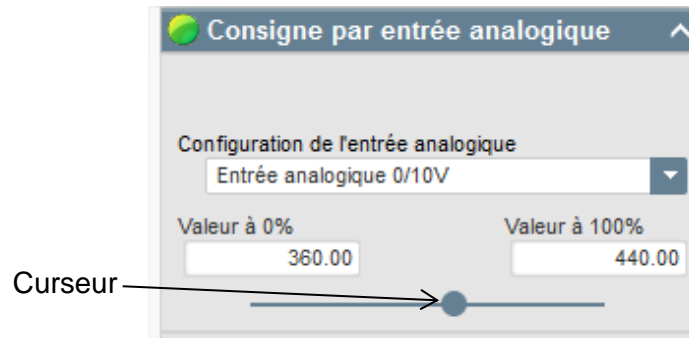 Consigne par entrée analogique
Configuration de l'entrée analogique
Entrée analogique 0/10V
Valeur à 0% Valeur à 100%
360.00 440.00
Curseur